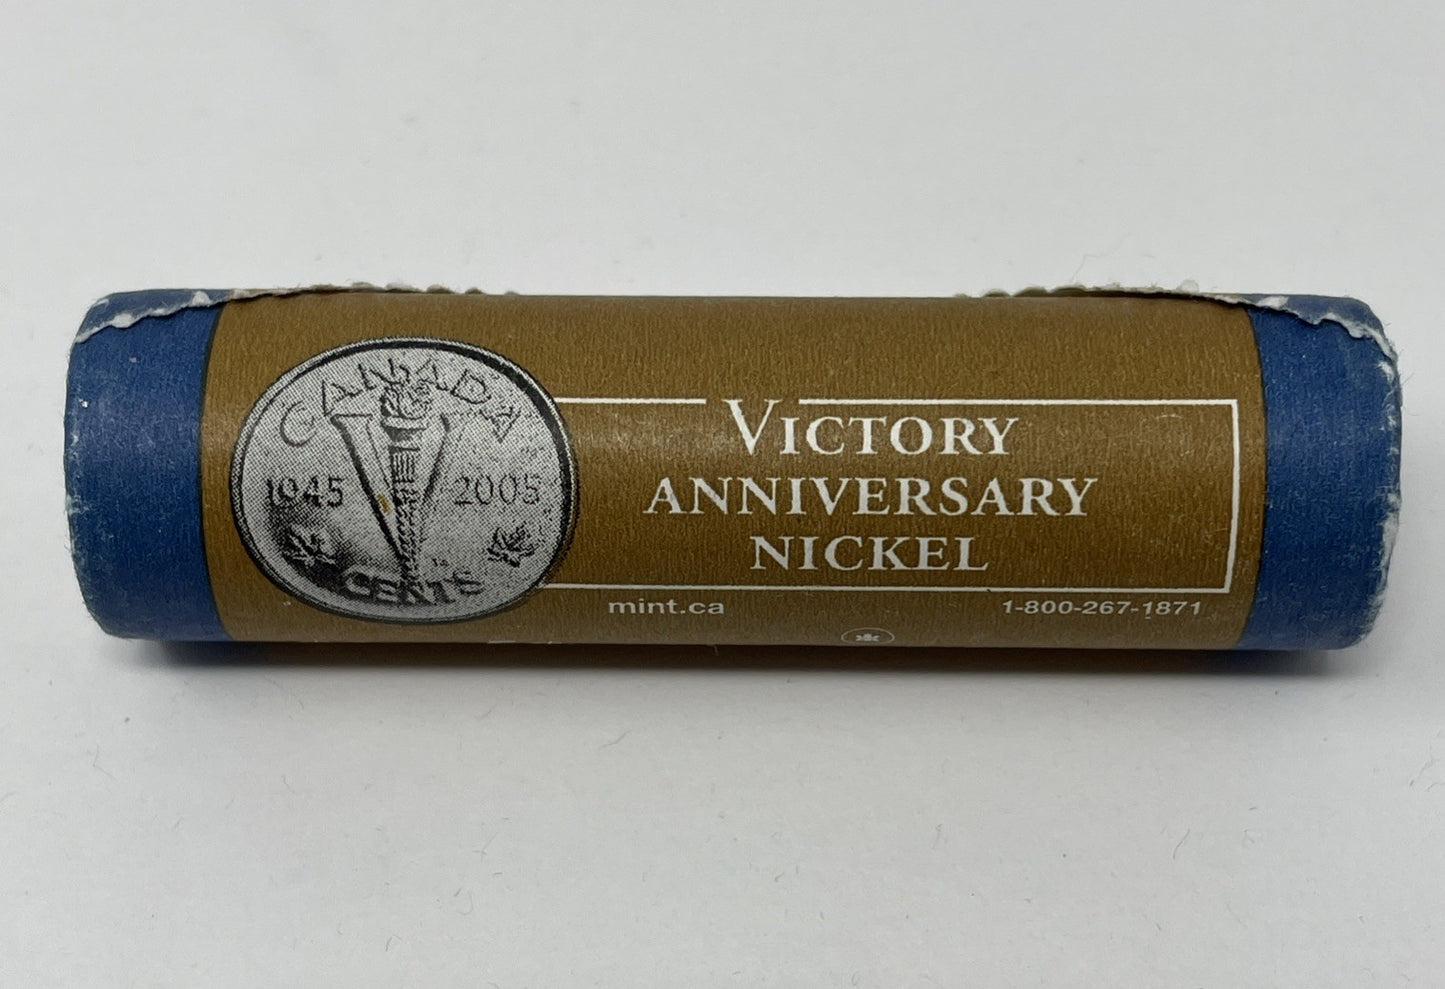 CANADA
1945 2005
CENTS
VICTORY
ANNIVERSARY
NICKEL
mint.ca 1-800-267-1871